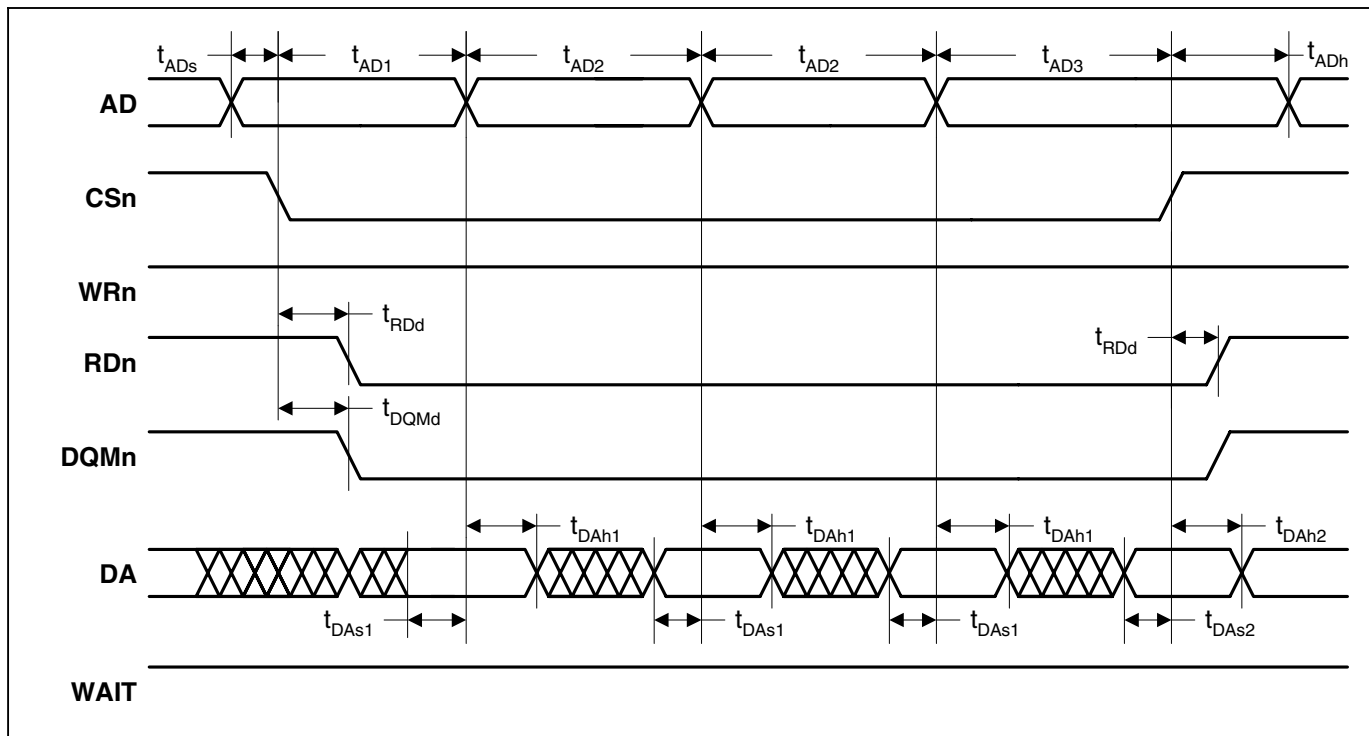 tADs tAD1 tAD2 tAD2 tAD3 tADh
AD
CSn
WRn
tRDd tRDd
RDn
tDQMd
DQMn
tDAh1 tDAh1 tDAh1 tDAh2
DA
tDAs1 tDAs1 tDAs1 tDAs2
WAIT